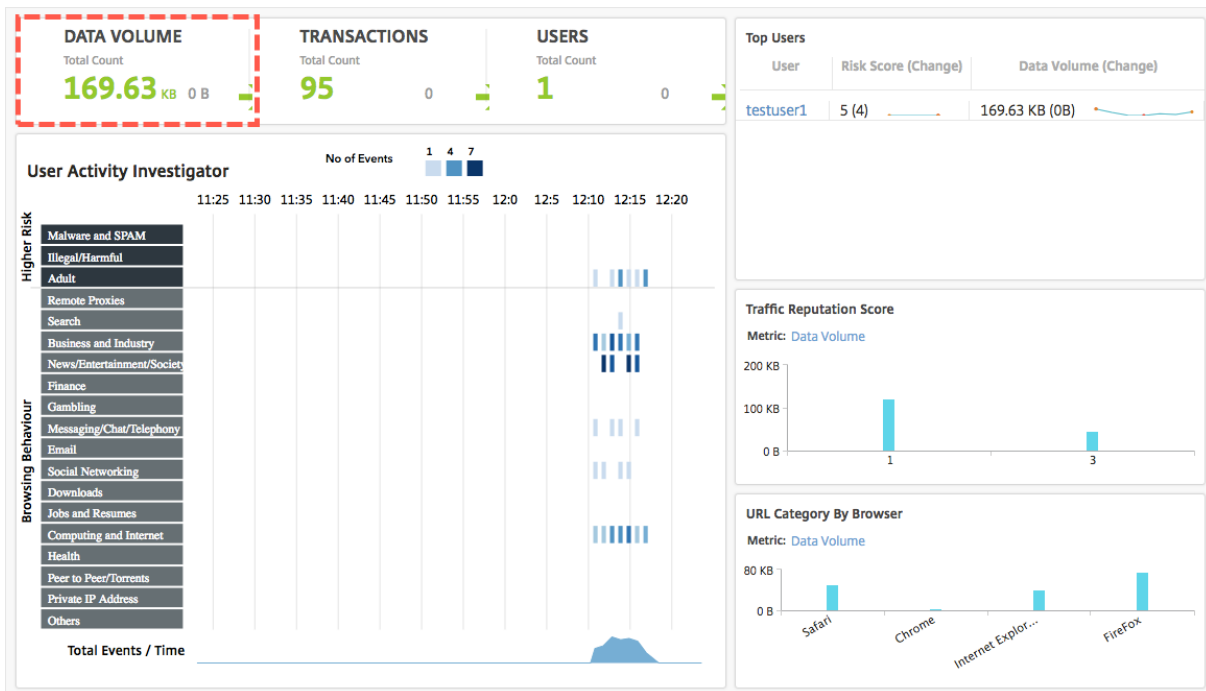 DATA VOLUME
Total Count
169.63 KB 0 B
TRANSACTIONS
Total Count
95 0
USERS
Total Count
1 0
User Activity Investigator
No of Events
1 4 7
11:25 11:30 11:35 11:40 11:45 11:50 11:55 12:0 12:5 12:10 12:15 12:20
Higher Risk
Malware and SPAM
Illegal/Harmful
Adult
Browsing Behaviour
Remote Proxies
Search
Business and Industry
News/Entertainment/Society
Finance
Gambling
Messaging/Chat/Telephony
Email
Social Networking
Downloads
Jobs and Resumes
Computing and Internet
Health
Peer to Peer/Torrents
Private IP Address
Others
Total Events / Time
Top Users
User Risk Score (Change) Data Volume (Change)
testuser1 5 (4) 169.63 KB (0B)
Traffic Reputation Score
Metric: Data Volume
200 KB
100 KB
0 B
1 3
URL Category By Browser
Metric: Data Volume
80 KB
0 B
Safari Chrome Internet Explor... FireFox